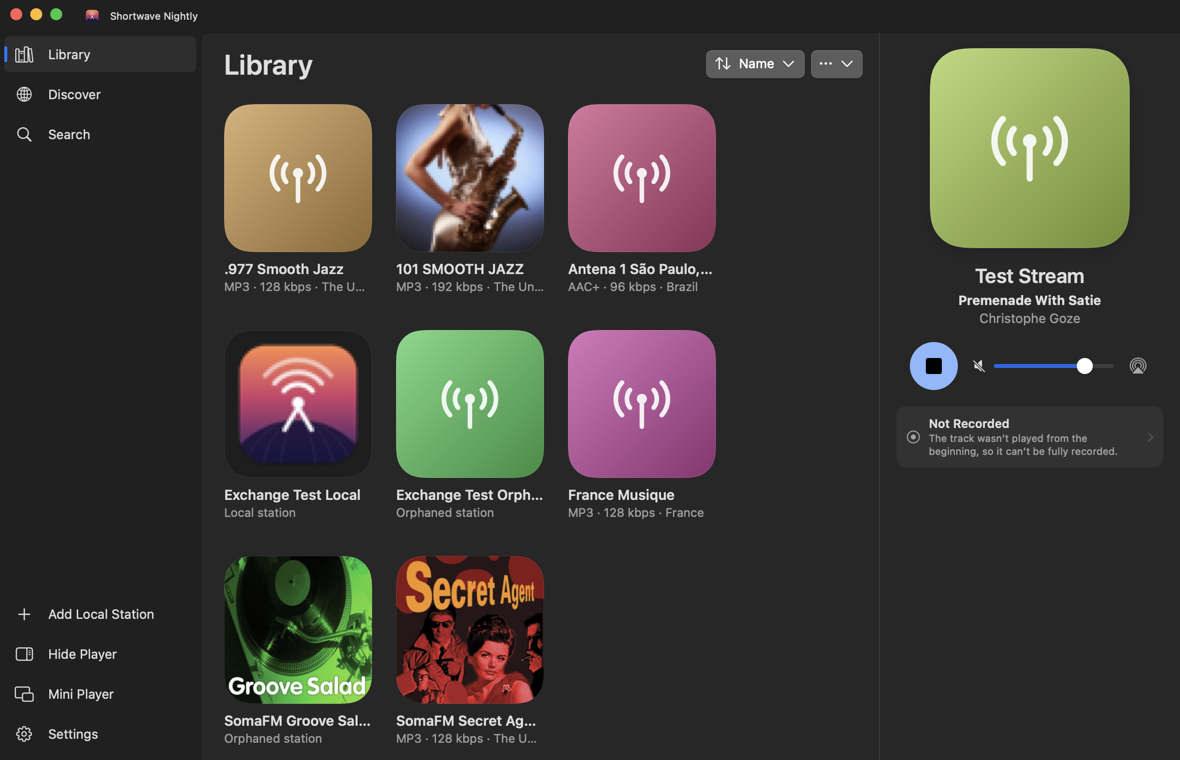 Shortwave Nightly
Library
Discover
Search
Add Local Station
Hide Player
Mini Player
Settings
Library
Name
.977 Smooth Jazz
MP3 · 128 kbps · The U...
101 SMOOTH JAZZ
MP3 · 192 kbps · The Un...
Antena 1 São Paulo,...
AAC+ · 96 kbps · Brazil
Exchange Test Local
Local station
Exchange Test Orph...
Orphaned station
France Musique
MP3 · 128 kbps · France
Groove Salad
SomaFM Groove Sal...
Orphaned station
Secret Agent
SomaFM Secret Ag...
MP3 · 128 kbps · The U...
Test Stream
Premenade With Satie
Christophe Goze
Not Recorded
The track wasn't played from the
beginning, so it can't be fully recorded.